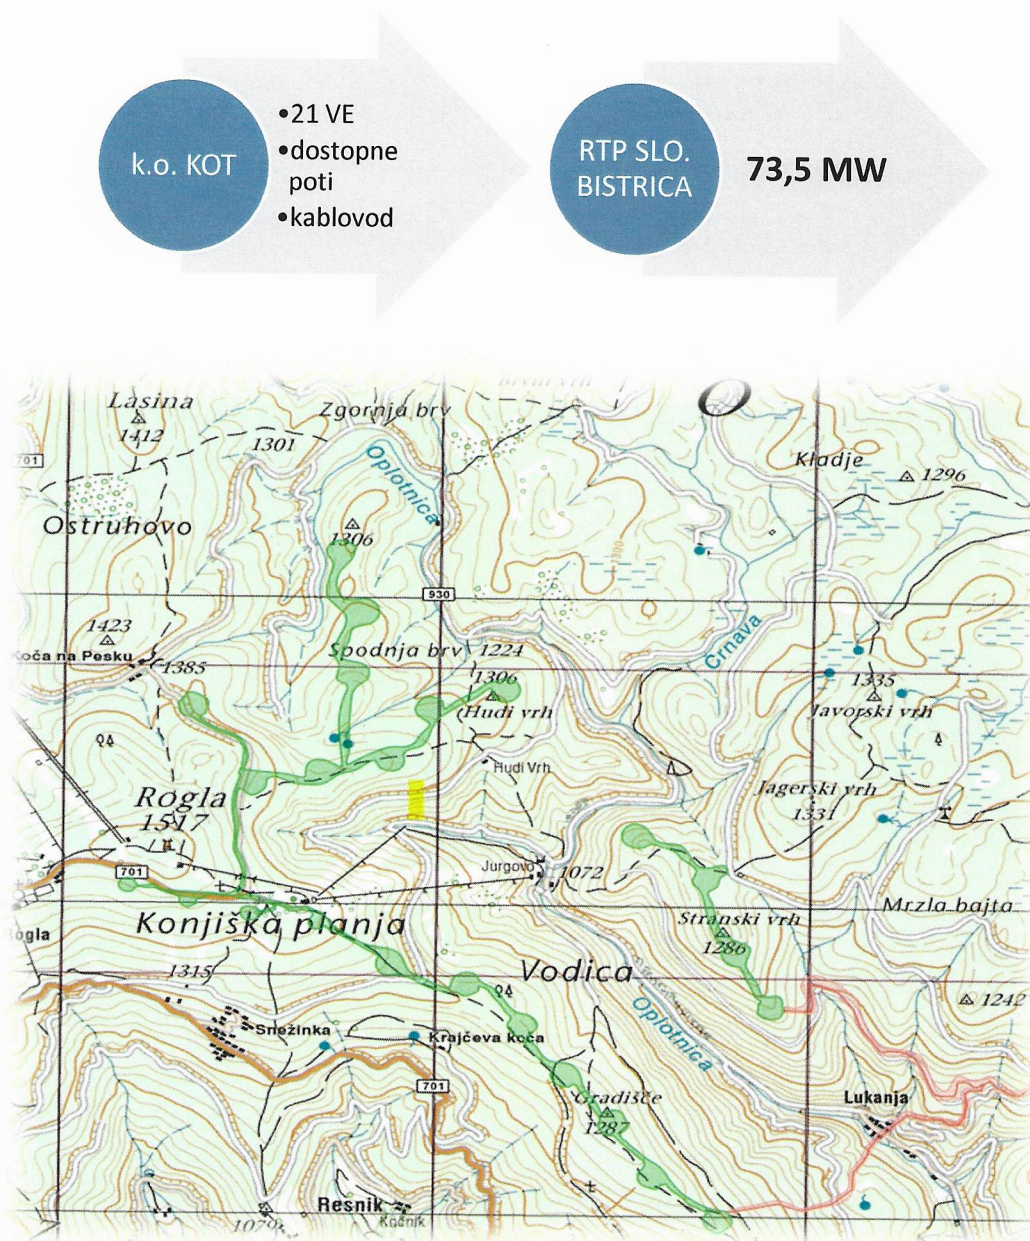 k.o. KOT
•21 VE
•dostopne
poti
•kablovod
RTP SLO.
BISTRICA
73,5 MW
Lasina
1412
Zgornja brv
1301
701
Oplotnica
O
Kladje
1296
Ostruhovo
1306
930
1423
Koča na Pesku
1385
Spodnja brv
1224
1306
Hudi vrh
Crnava
1335
Javorski vrh
Hudi Vrh
Rogla
1517
Jagerski vrh
1331
701
Jurgovo
1072
Mrzla bajta
Stranski vrh
1286
Konjiška planja
Rogla
1315
Vodica
1242
Snežinka
Krajčeva koča
Oplotnica
701
Gradišče
1287
Lukanja
Resnik
Kočnik
1079